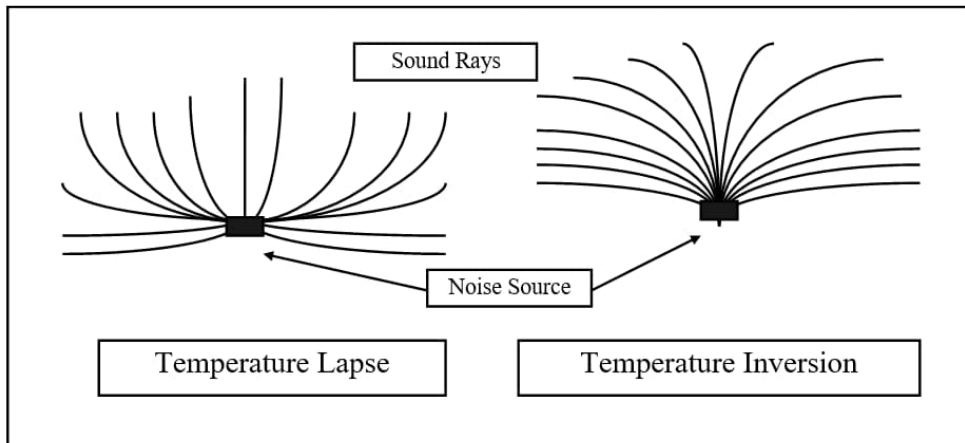 Sound Rays
Noise Source
Temperature Lapse
Temperature Inversion